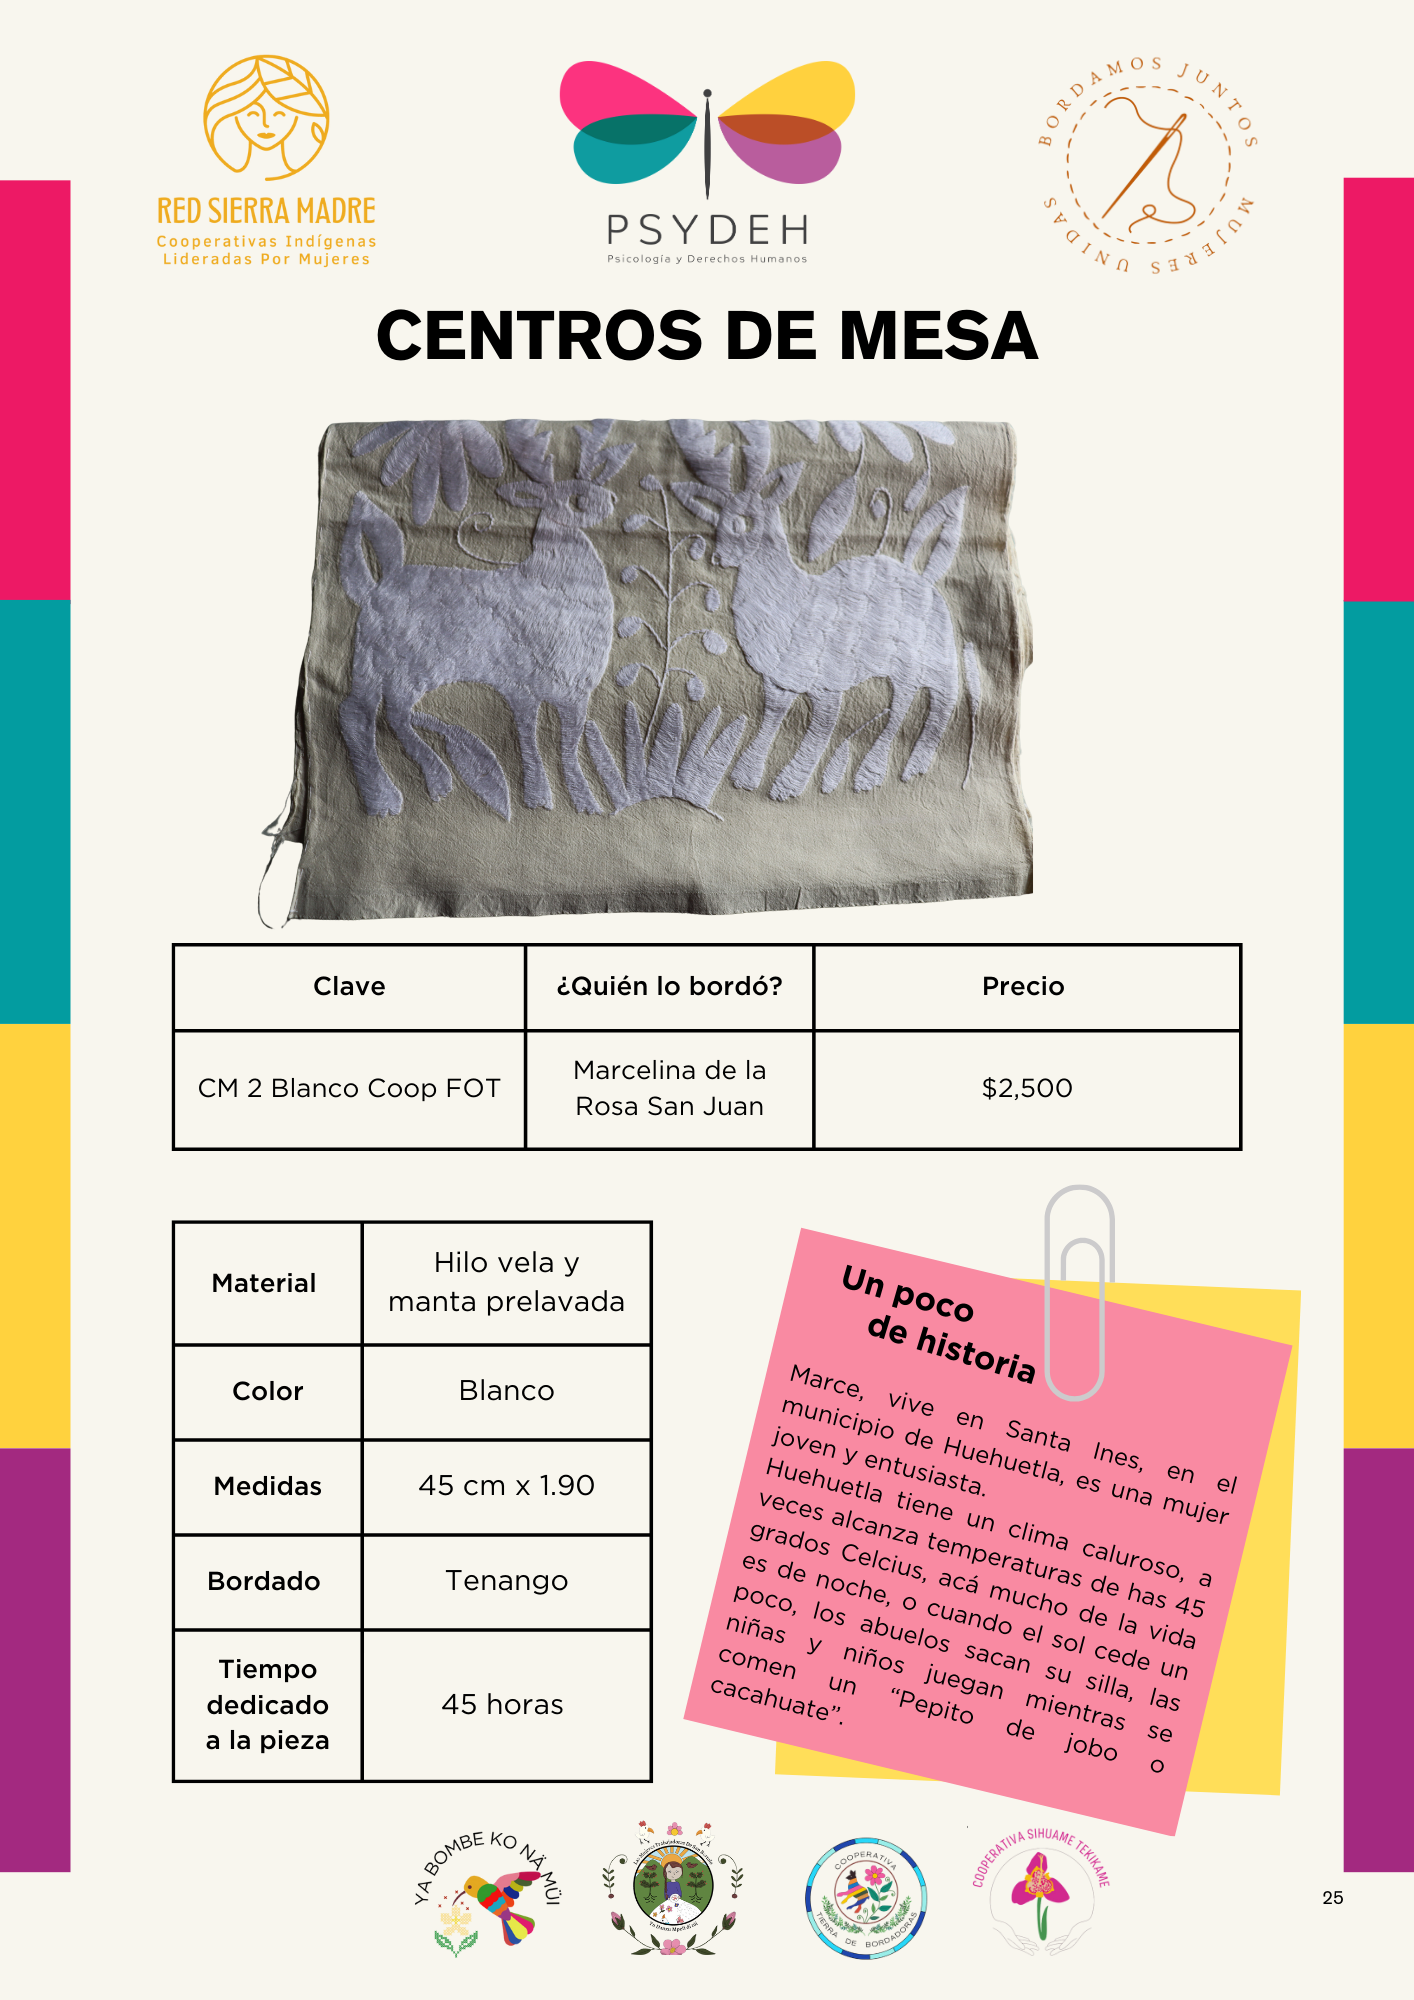 RED SIERRA MADRE
Cooperativas Indígenas
Lideradas Por Mujeres
PSYDEH
Psicología y Derechos Humanos
BORDAMOS JUNTOS
MUJERES UNIDAS
CENTROS DE MESA
Clave
¿Quién lo bordó?
Precio
CM 2 Blanco Coop FOT
Marcelina de la
Rosa San Juan
$2,500
Material
Hilo vela y
manta prelavada
Color
Blanco
Medidas
45 cm x 1.90
Bordado
Tenango
Tiempo
dedicado
a la pieza
45 horas
Un poco
de historia
Marce, vive en Santa Ines, en el
municipio de Huehuetla, es una mujer
joven y entusiasta.
Huehuetla tiene un clima caluroso, a
veces alcanza temperaturas de has 45
grados Celcius, acá mucho de la vida
es de noche, o cuando el sol cede un
poco, los abuelos sacan su silla, las
niñas y niños juegan mientras se
comen un “Pepito de jobo o
cacahuate”.
YA BOMBE KO NÄ MÜI
COOPERATIVA
TIERRA DE BORDADORAS
COOPERATIVA SIHUAME TEKIKAME
25